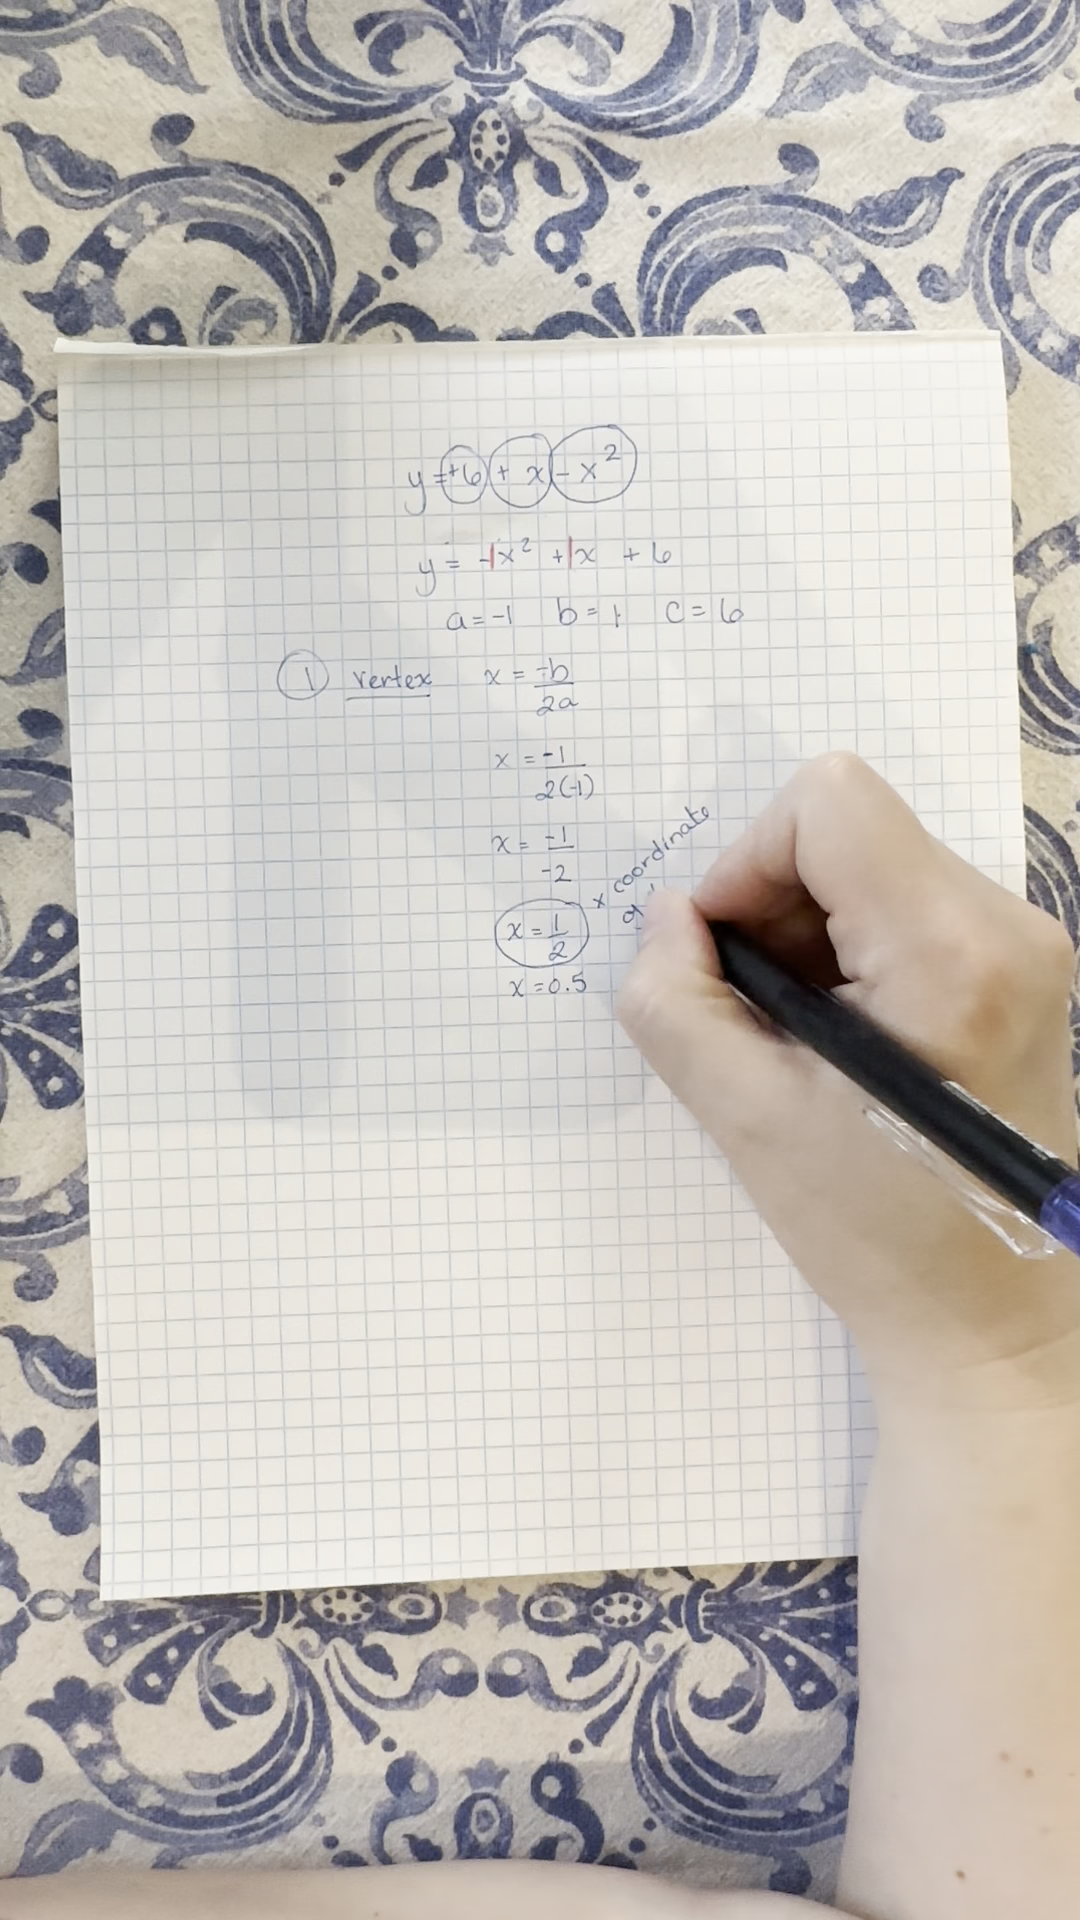 y = +6 + x - x²
y = -1x² + 1x + 6
a = -1 b = 1 c = 6
① vertex x = -b/2a
x = -1/2(-1)
x = -1/-2
x = 1/2 x coordinate
x = 0.5